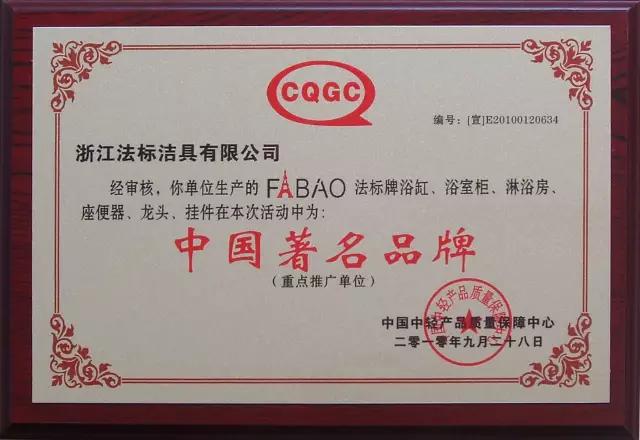 CQGC
编号：[宣]E20100120634
浙江法标洁具有限公司
经审核，你单位生产的 FABAO 法标牌浴缸、浴室柜、淋浴房、
座便器、龙头、挂件在本次活动中为：
中国著名品牌
（重点推广单位）
中国中轻产品质量保障中心
二零一零年九月二十八日